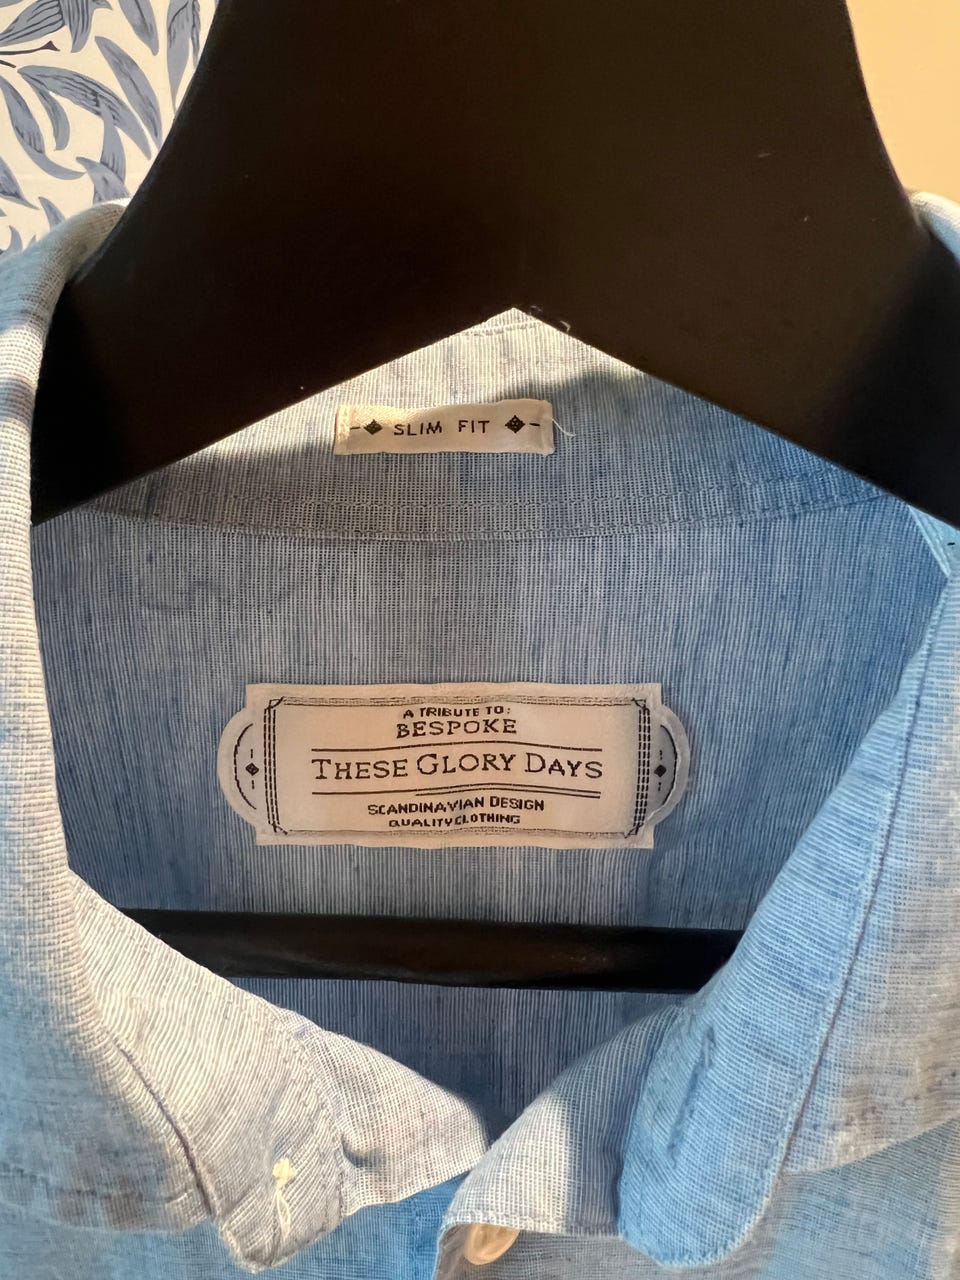 SLIM FIT
A TRIBUTE TO:
BESPOKE
THESE GLORY DAYS
SCANDINAVIAN DESIGN
QUALITY CLOTHING